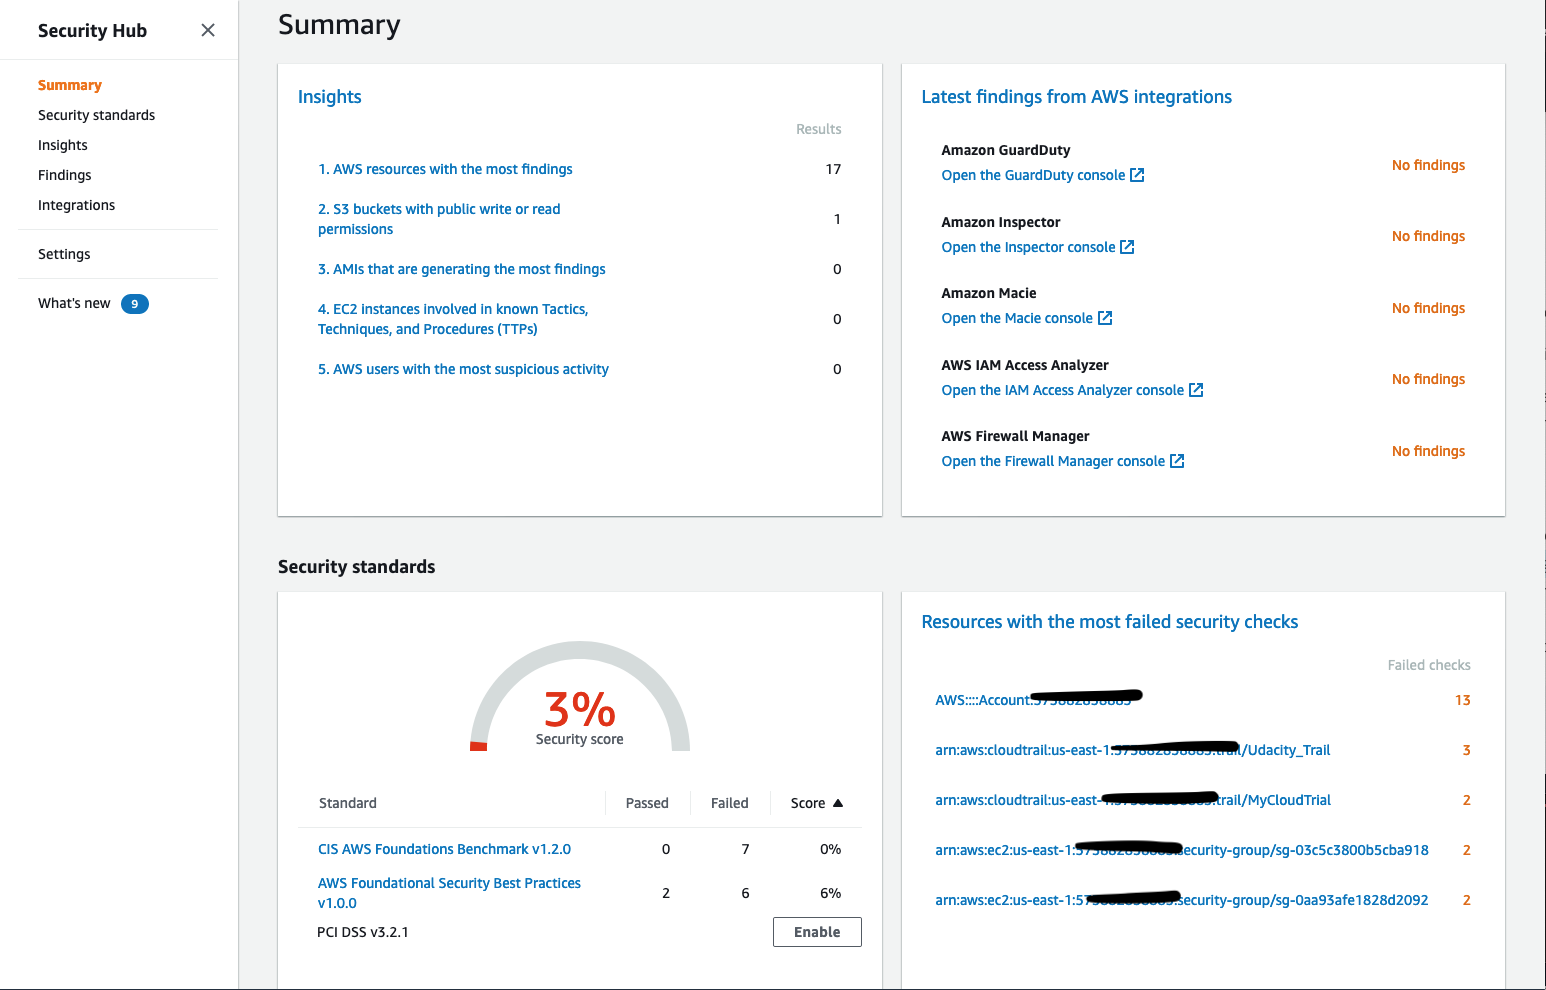 Security Hub
Summary
Security standards
Insights
Findings
Integrations
Settings
What's new 9
Summary
Insights
Results
1. AWS resources with the most findings 17
2. S3 buckets with public write or read
permissions 1
3. AMIs that are generating the most findings 0
4. EC2 instances involved in known Tactics,
Techniques, and Procedures (TTPs) 0
5. AWS users with the most suspicious activity 0
Latest findings from AWS integrations
Amazon GuardDuty
Open the GuardDuty console
No findings
Amazon Inspector
Open the Inspector console
No findings
Amazon Macie
Open the Macie console
No findings
AWS IAM Access Analyzer
Open the IAM Access Analyzer console
No findings
AWS Firewall Manager
Open the Firewall Manager console
No findings
Security standards
3%
Security score
Standard Passed Failed Score
CIS AWS Foundations Benchmark v1.2.0 0 7 0%
AWS Foundational Security Best Practices
v1.0.0 2 6 6%
PCI DSS v3.2.1 Enable
Resources with the most failed security checks
Failed checks
AWS::::Account: 13
arn:aws:cloudtrail:us-east-1: /Udacity_Trail 3
arn:aws:cloudtrail:us-east- trail/MyCloudTrial 2
arn:aws:ec2:us-east-1: security-group/sg-03c5c3800b5cba918 2
arn:aws:ec2:us-east-1: security-group/sg-0aa93afe1828d2092 2